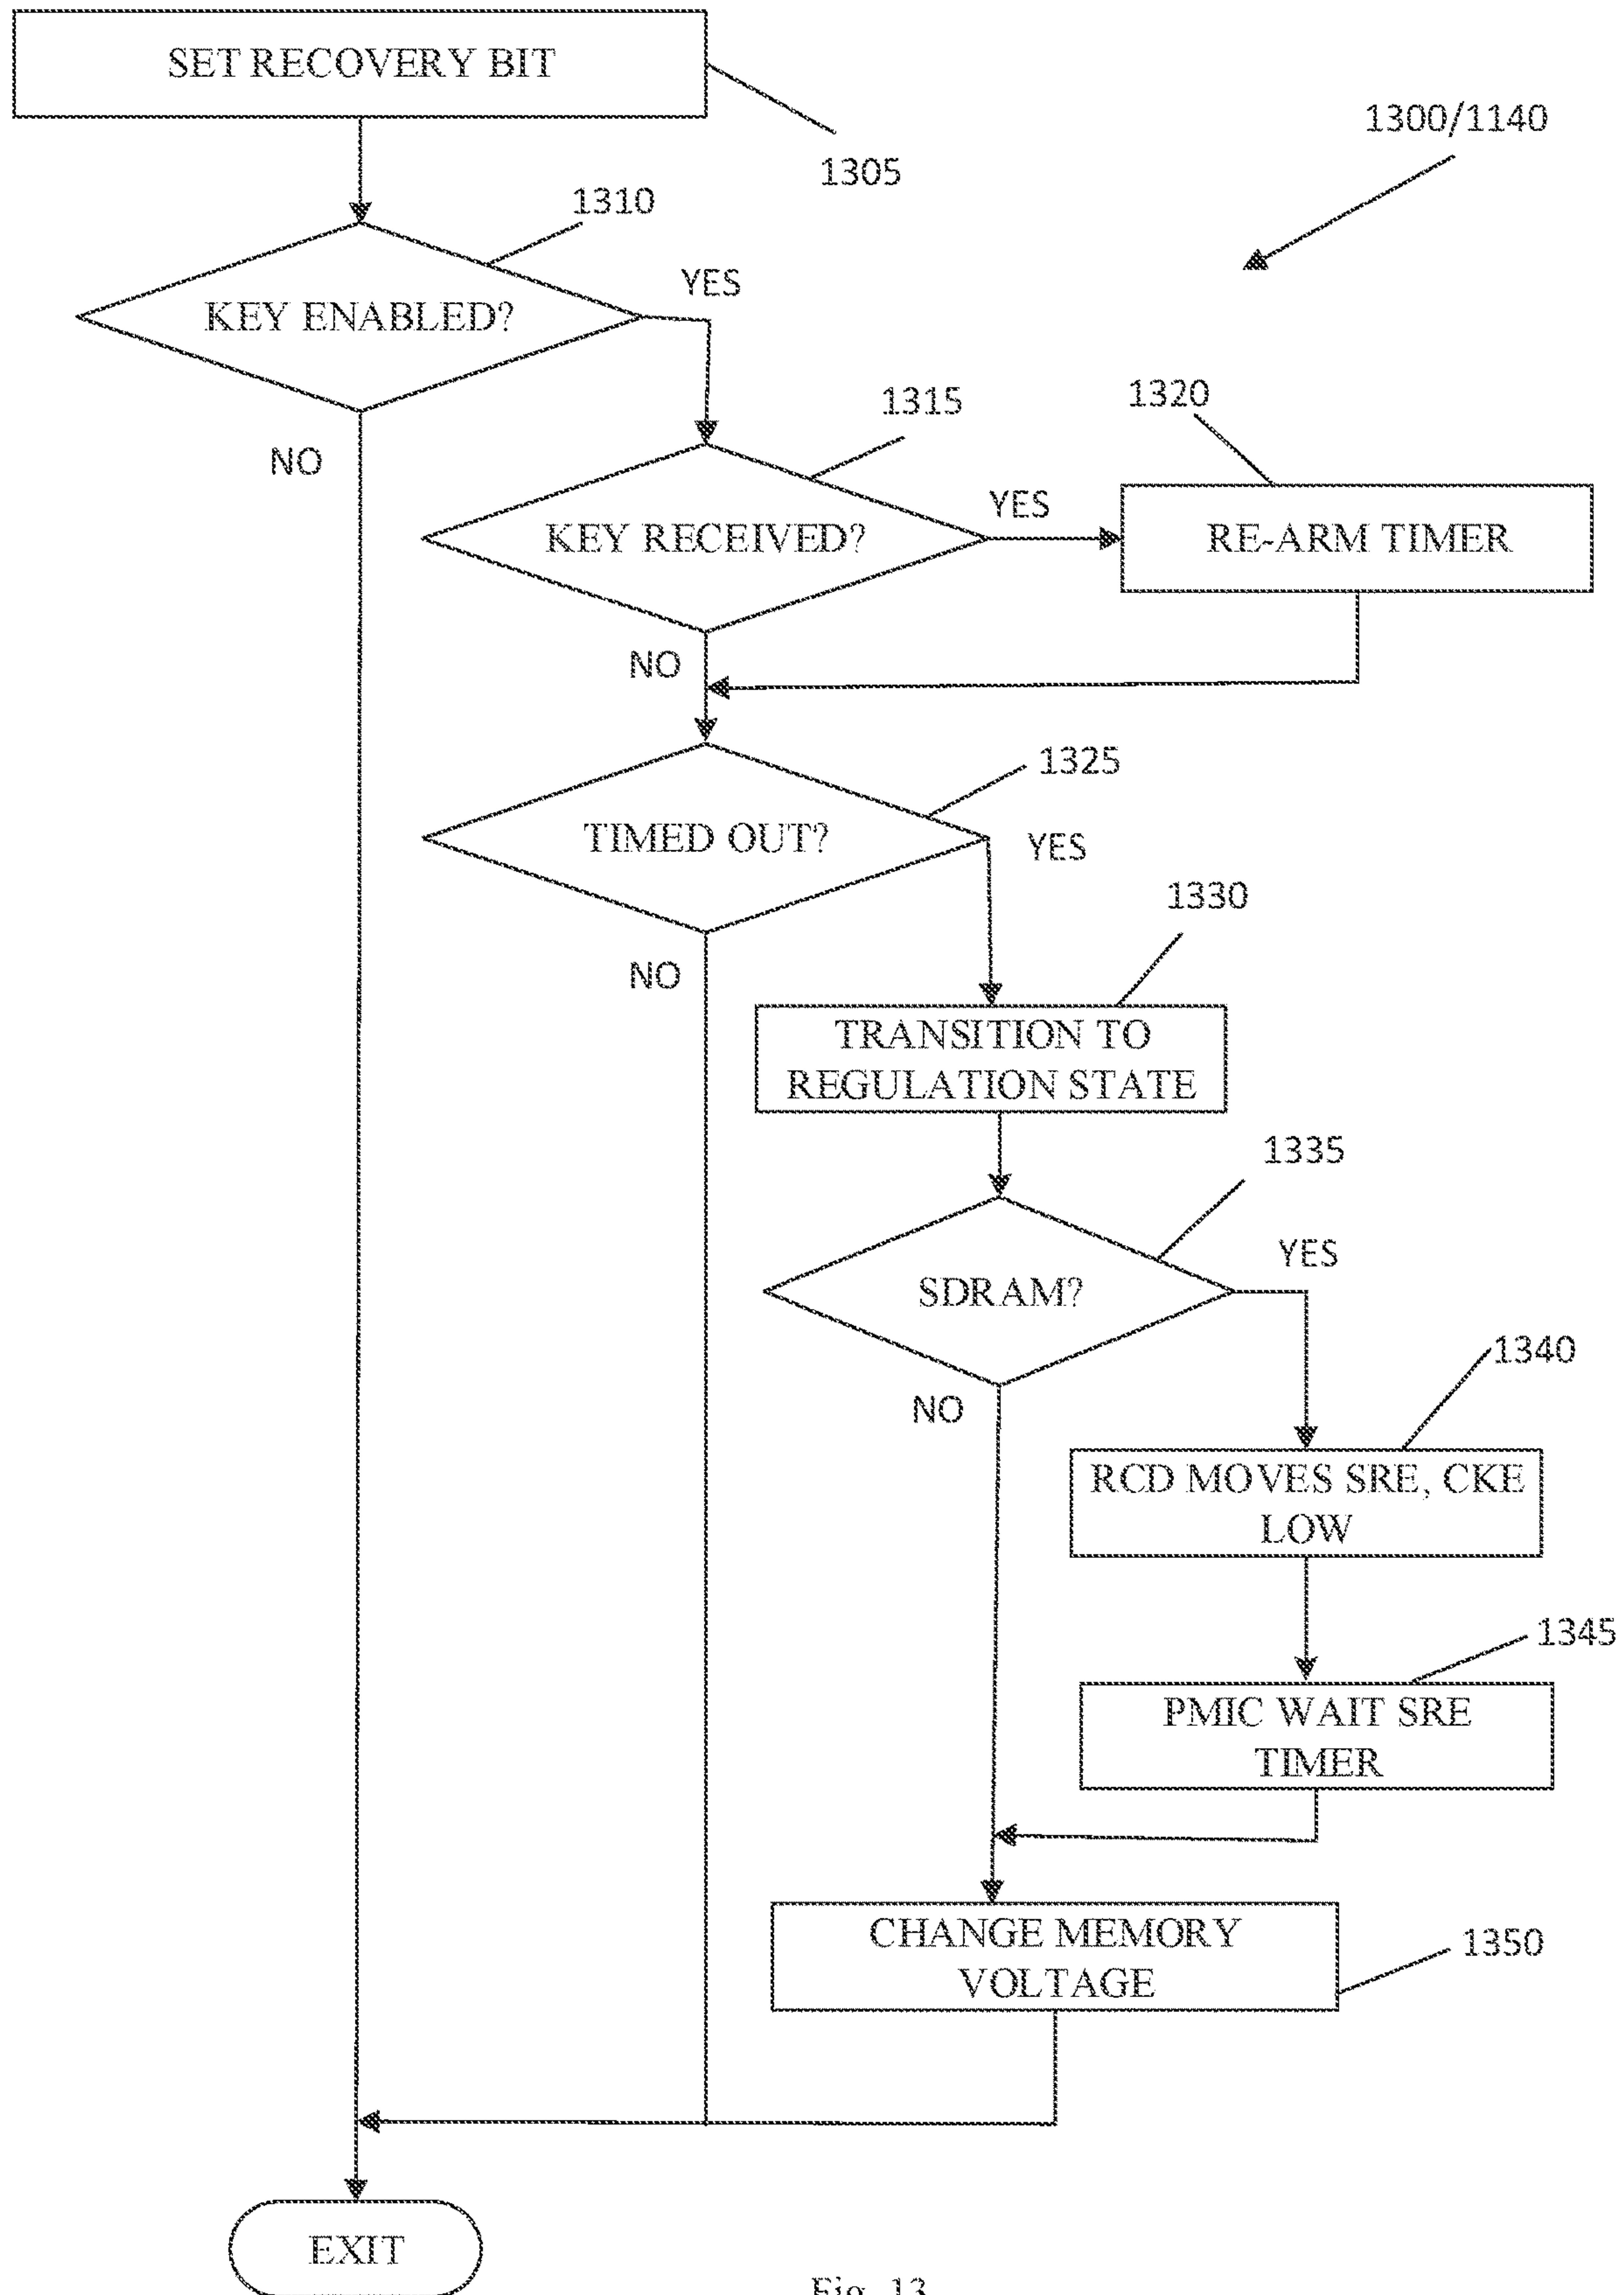 SET RECOVERY BIT
1305
1300/1140
1310
KEY ENABLED?
YES
NO
1315
KEY RECEIVED?
YES
1320
RE-ARM TIMER
NO
1325
TIMED OUT?
YES
NO
1330
TRANSITION TO
REGULATION STATE
1335
SDRAM?
YES
NO
1340
RCD MOVES SRE, CKE
LOW
1345
PMIC WAIT SRE
TIMER
CHANGE MEMORY
VOLTAGE
1350
EXIT
Fig. 13